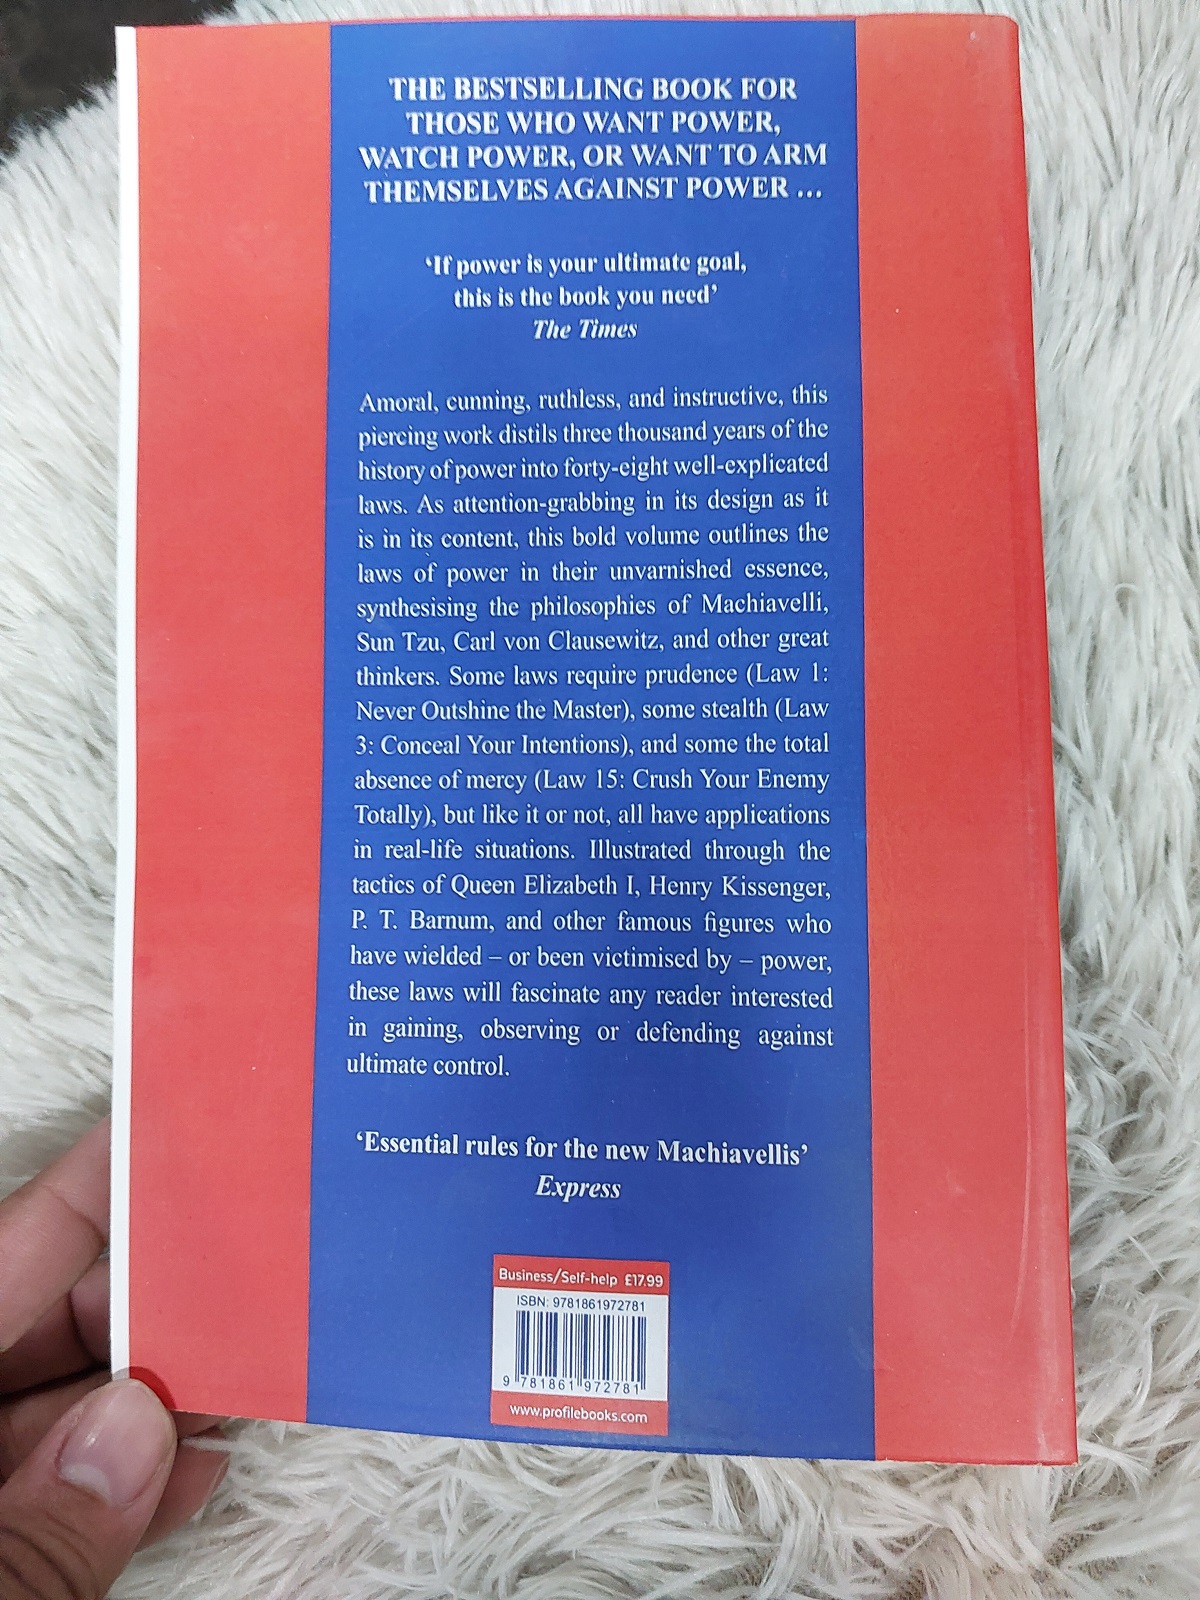 THE BESTSELLING BOOK FOR
THOSE WHO WANT POWER,
WATCH POWER, OR WANT TO ARM
THEMSELVES AGAINST POWER ...
‘If power is your ultimate goal,
this is the book you need’
The Times
Amoral, cunning, ruthless, and instructive, this
piercing work distils three thousand years of the
history of power into forty-eight well-explicated
laws. As attention-grabbing in its design as it
is in its content, this bold volume outlines the
laws of power in their unvarnished essence,
synthesising the philosophies of Machiavelli,
Sun Tzu, Carl von Clausewitz, and other great
thinkers. Some laws require prudence (Law 1:
Never Outshine the Master), some stealth (Law
3: Conceal Your Intentions), and some the total
absence of mercy (Law 15: Crush Your Enemy
Totally), but like it or not, all have applications
in real-life situations. Illustrated through the
tactics of Queen Elizabeth I, Henry Kissenger,
P. T. Barnum, and other famous figures who
have wielded – or been victimised by – power,
these laws will fascinate any reader interested
in gaining, observing or defending against
ultimate control.
‘Essential rules for the new Machiavellis’
Express
Business/Self-help £17.99
ISBN: 9781861972781
9 781861 972781
www.profilebooks.com